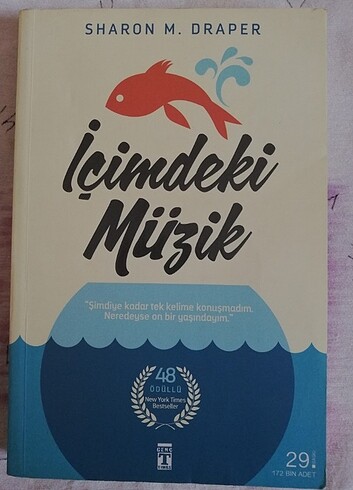 SHARON M. DRAPER
İçimdeki
Müzik
"Şimdiye kadar tek kelime konuşmadım.
Neredeyse on bir yaşındayım."
48
ÖDÜLLÜ
New York Times
Bestseller
GENÇ
T
TİMAŞ
29.
172 BİN ADET